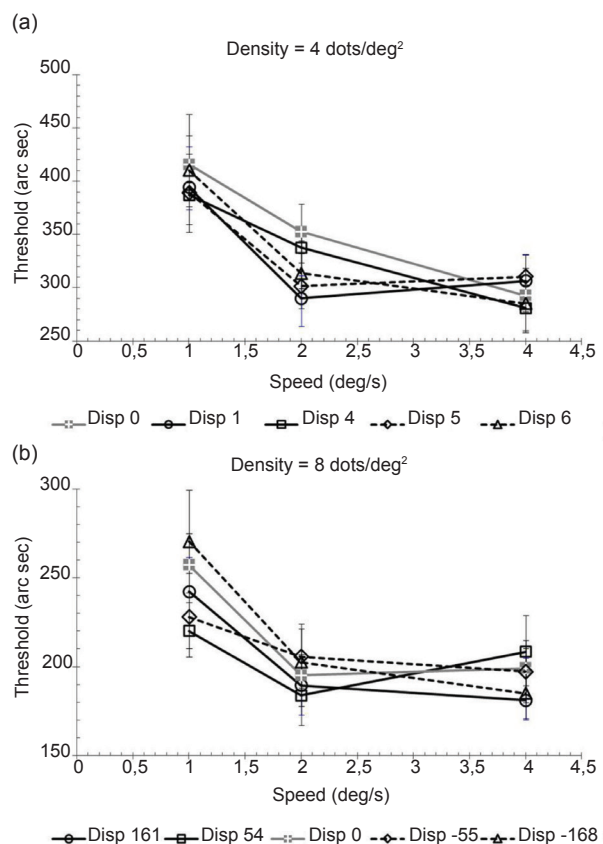 (a)
Density = 4 dots/deg²
500
450
400
350
300
250
Threshold (arc sec)
0 0,5 1 1,5 2 2,5 3 3,5 4 4,5
Speed (deg/s)
Disp 0 Disp 1 Disp 4 Disp 5 Disp 6
(b)
Density = 8 dots/deg²
300
250
200
150
Threshold (arc sec)
0 0,5 1 1,5 2 2,5 3 3,5 4 4,5
Speed (deg/s)
Disp 161 Disp 54 Disp 0 Disp -55 Disp -168